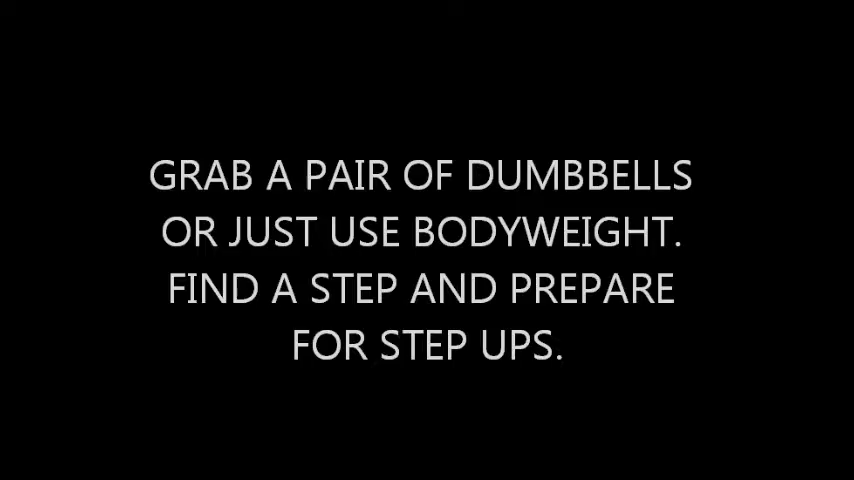 GRAB A PAIR OF DUMBBELLS
OR JUST USE BODYWEIGHT.
FIND A STEP AND PREPARE
FOR STEP UPS.